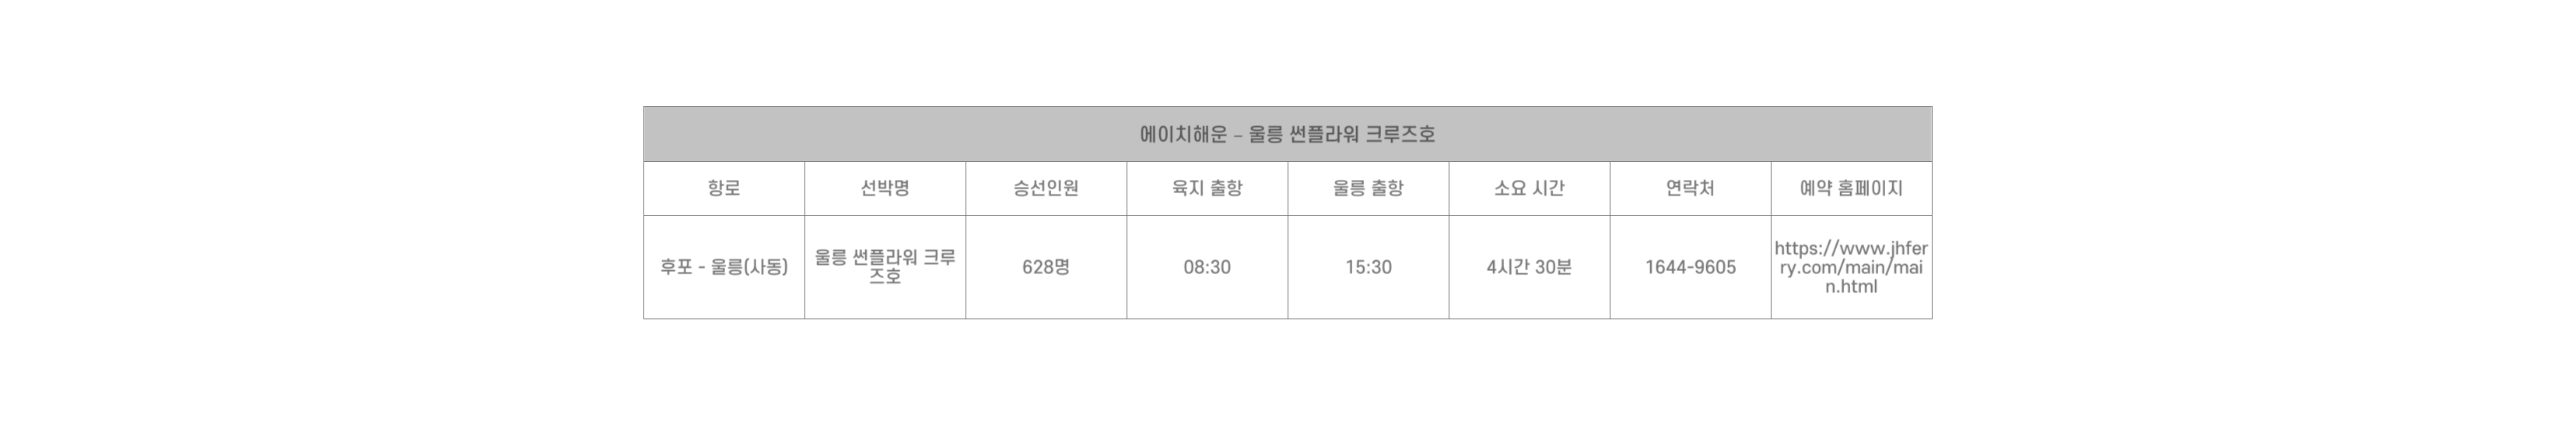 에이치해운 – 울릉 썬플라워 크루즈호
항로 선박명 승선인원 육지 출항 울릉 출항 소요 시간 연락처 예약 홈페이지
후포 - 울릉(사동)
울릉 썬플라워 크루
즈호
628명
08:30
15:30
4시간 30분
1644-9605
https://www.jhfer
ry.com/main/mai
n.html